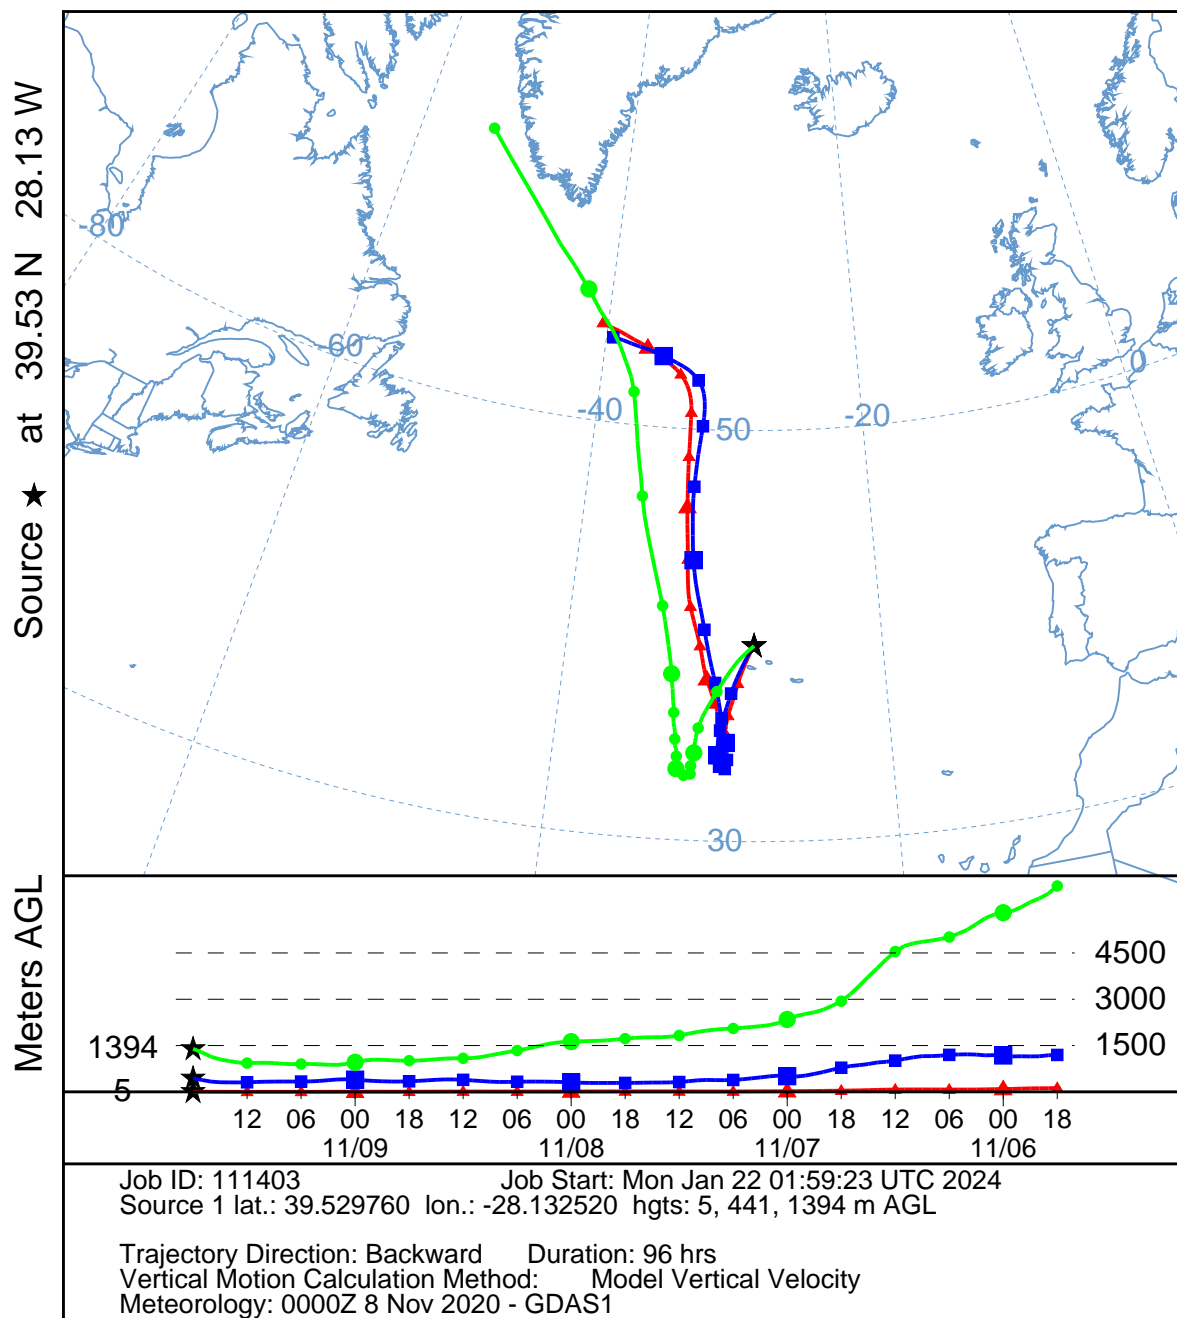 Source ★ at 39.53 N 28.13 W
-80
60
-40
50
-20
0
30
Meters AGL
4500
3000
1394 1500
5
12 06 00 18 12 06 00 18 12 06 00 18 12 06 00 18
11/09 11/08 11/07 11/06
Job ID: 111403 Job Start: Mon Jan 22 01:59:23 UTC 2024
Source 1 lat.: 39.529760 lon.: -28.132520 hgts: 5, 441, 1394 m AGL
Trajectory Direction: Backward Duration: 96 hrs
Vertical Motion Calculation Method: Model Vertical Velocity
Meteorology: 0000Z 8 Nov 2020 - GDAS1